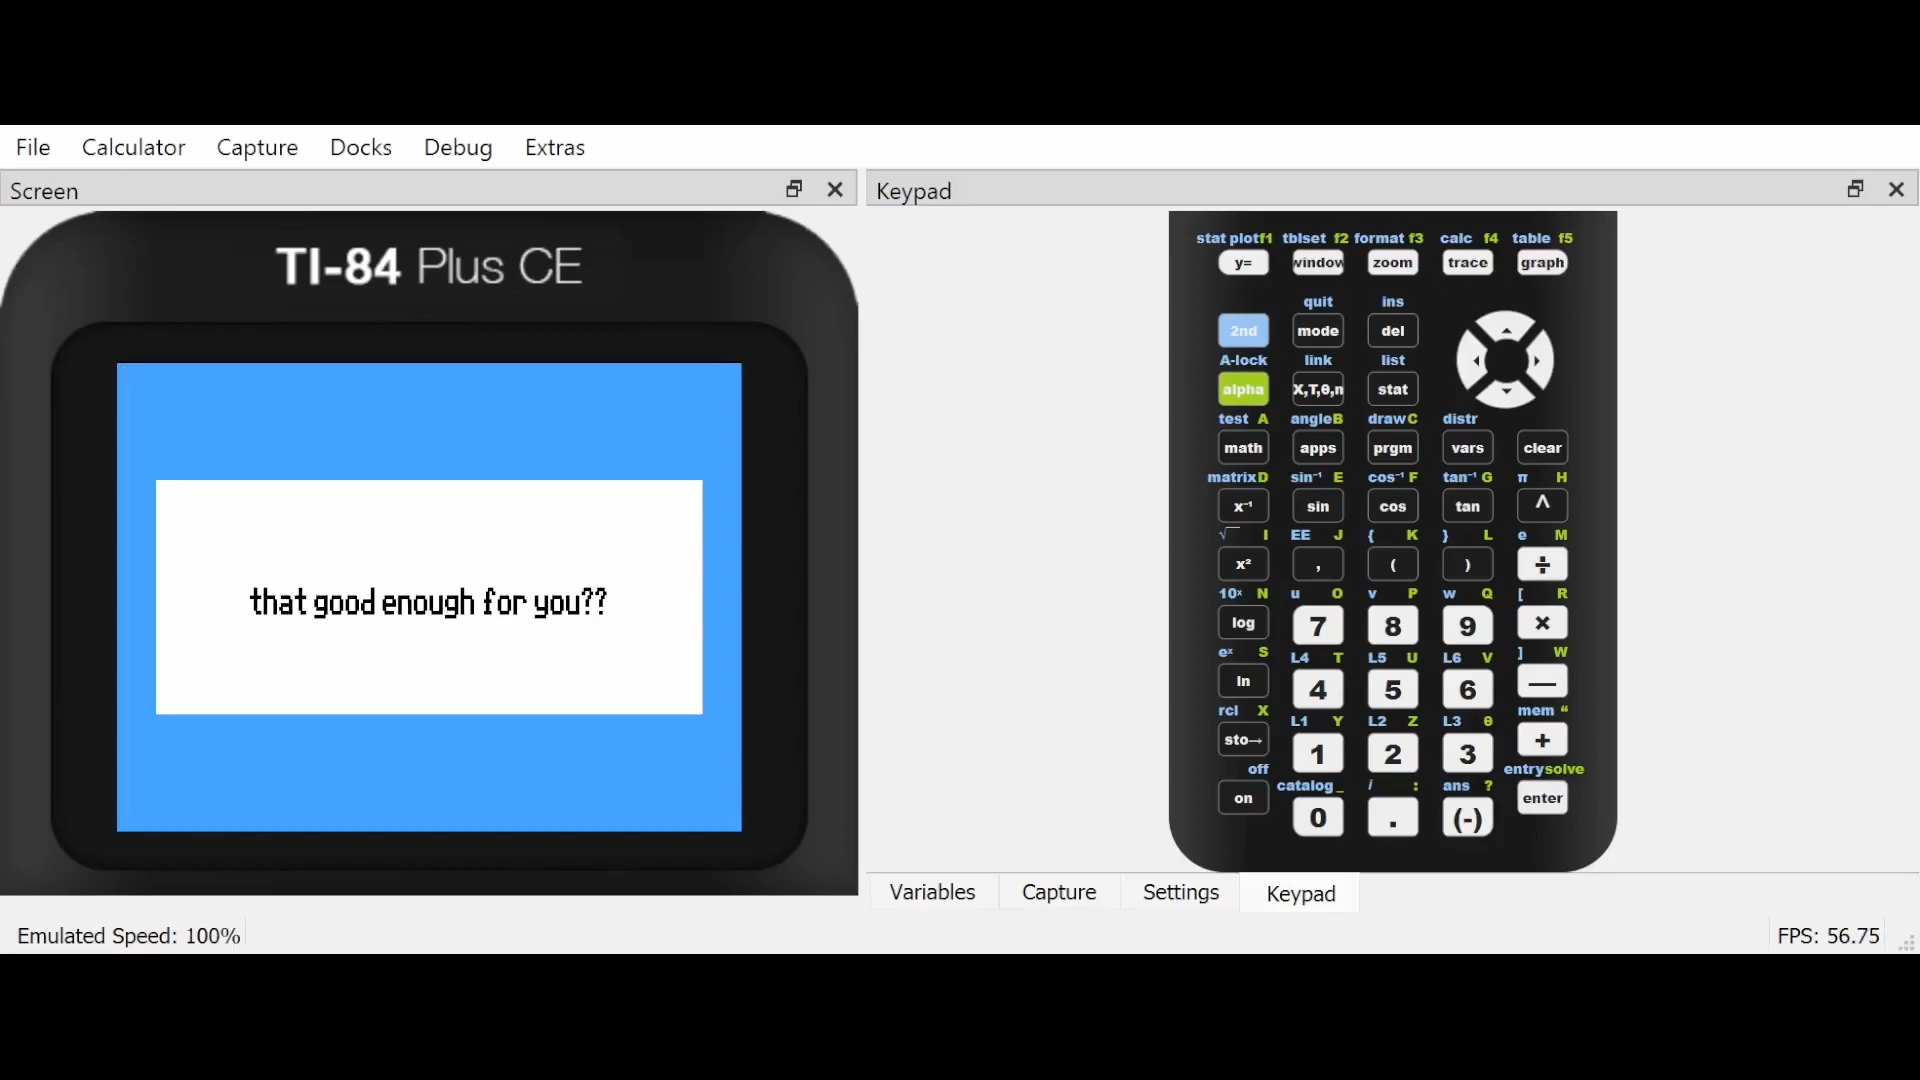 File Calculator Capture Docks Debug Extras
Screen
Keypad
TI-84 Plus CE
that good enough for you??
stat plot f1 tblset f2 format f3 calc f4 table f5
y= window zoom trace graph
quit ins
2nd mode del
A-lock link list
alpha X,T,θ,n stat
test A angle B draw C distr
math apps prgm vars clear
matrix D sin⁻¹ E cos⁻¹ F tan⁻¹ G π H
x⁻¹ sin cos tan ^
√ I EE J { K } L e M
x² , ( ) ÷
10ˣ N u O v P w Q [ R
log 7 8 9 ×
eˣ S L4 T L5 U L6 V ] W
ln 4 5 6 —
rcl X L1 Y L2 Z L3 θ mem “
sto→ 1 2 3 +
off catalog _ i : ans ? entry solve
on 0 . (-) enter
Variables Capture Settings Keypad
Emulated Speed: 100%
FPS: 56.75